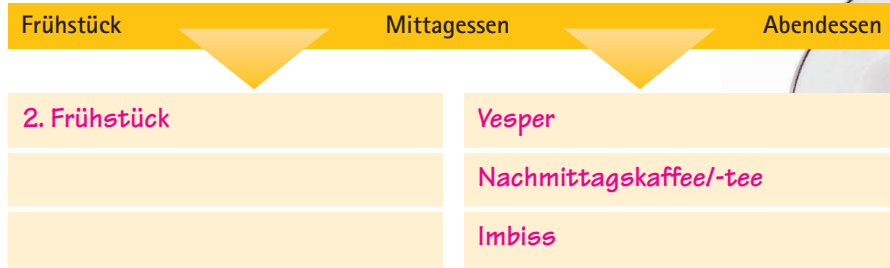 Frühstück Mittagessen Abendessen
2. Frühstück Vesper
Nachmittagskaffee/-tee
Imbiss